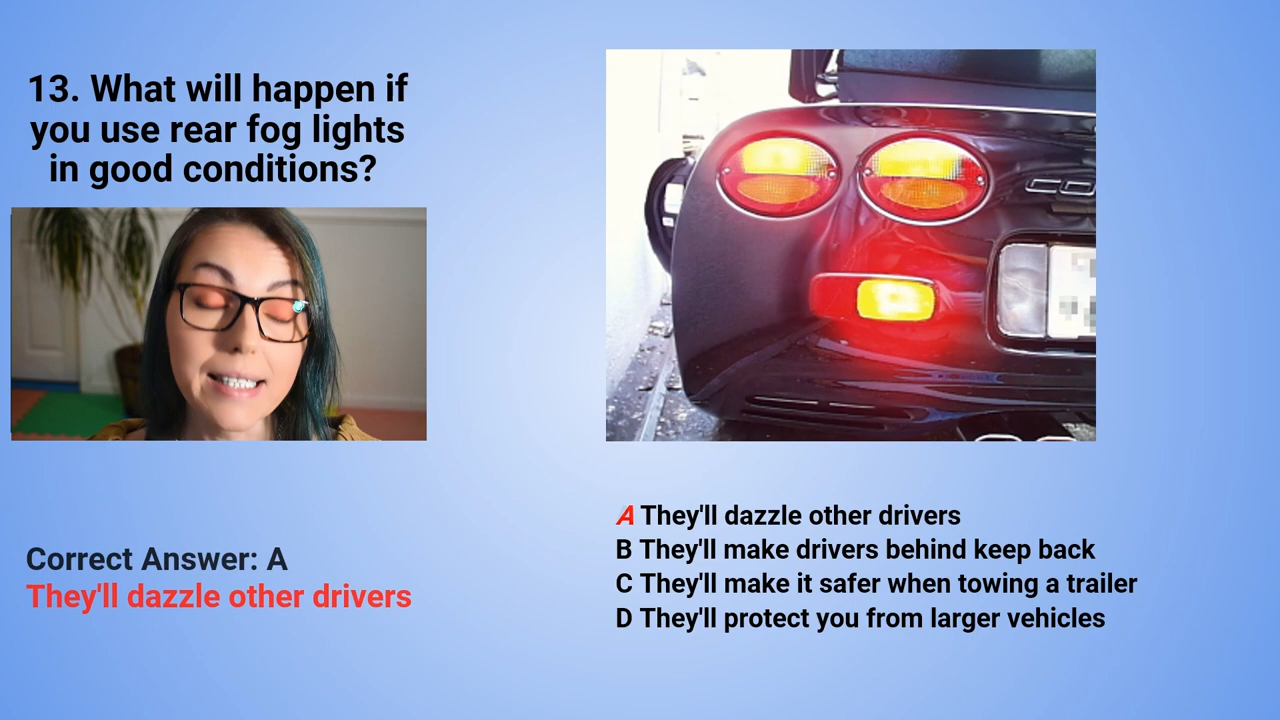 13. What will happen if
you use rear fog lights
in good conditions?
CO
A They'll dazzle other drivers
B They'll make drivers behind keep back
C They'll make it safer when towing a trailer
D They'll protect you from larger vehicles
Correct Answer: A
They'll dazzle other drivers